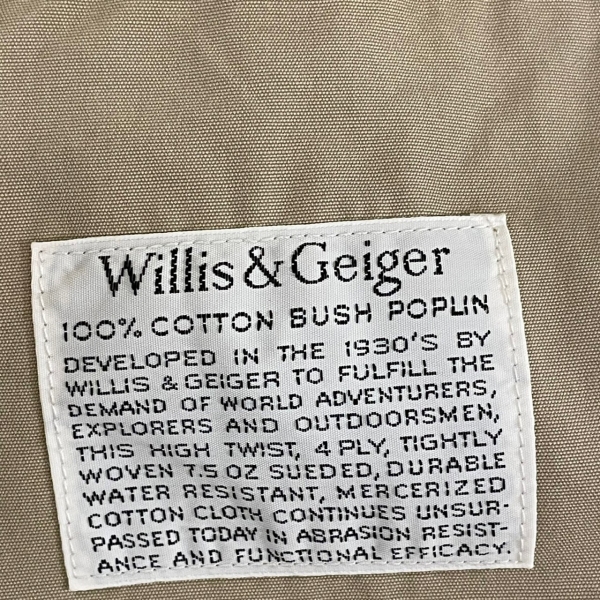 Willis & Geiger
100% COTTON BUSH POPLIN
DEVELOPED IN THE 1930'S BY
WILLIS & GEIGER TO FULFILL THE
DEMAND OF WORLD ADVENTURERS,
EXPLORERS AND OUTDOORSMEN,
THIS HIGH TWIST, 4 PLY, TIGHTLY
WOVEN 7.5 OZ SUEDED, DURABLE
WATER RESISTANT, MERCERIZED
COTTON CLOTH CONTINUES UNSUR-
PASSED TODAY IN ABRASION RESIST-
ANCE AND FUNCTIONAL EFFICACY.